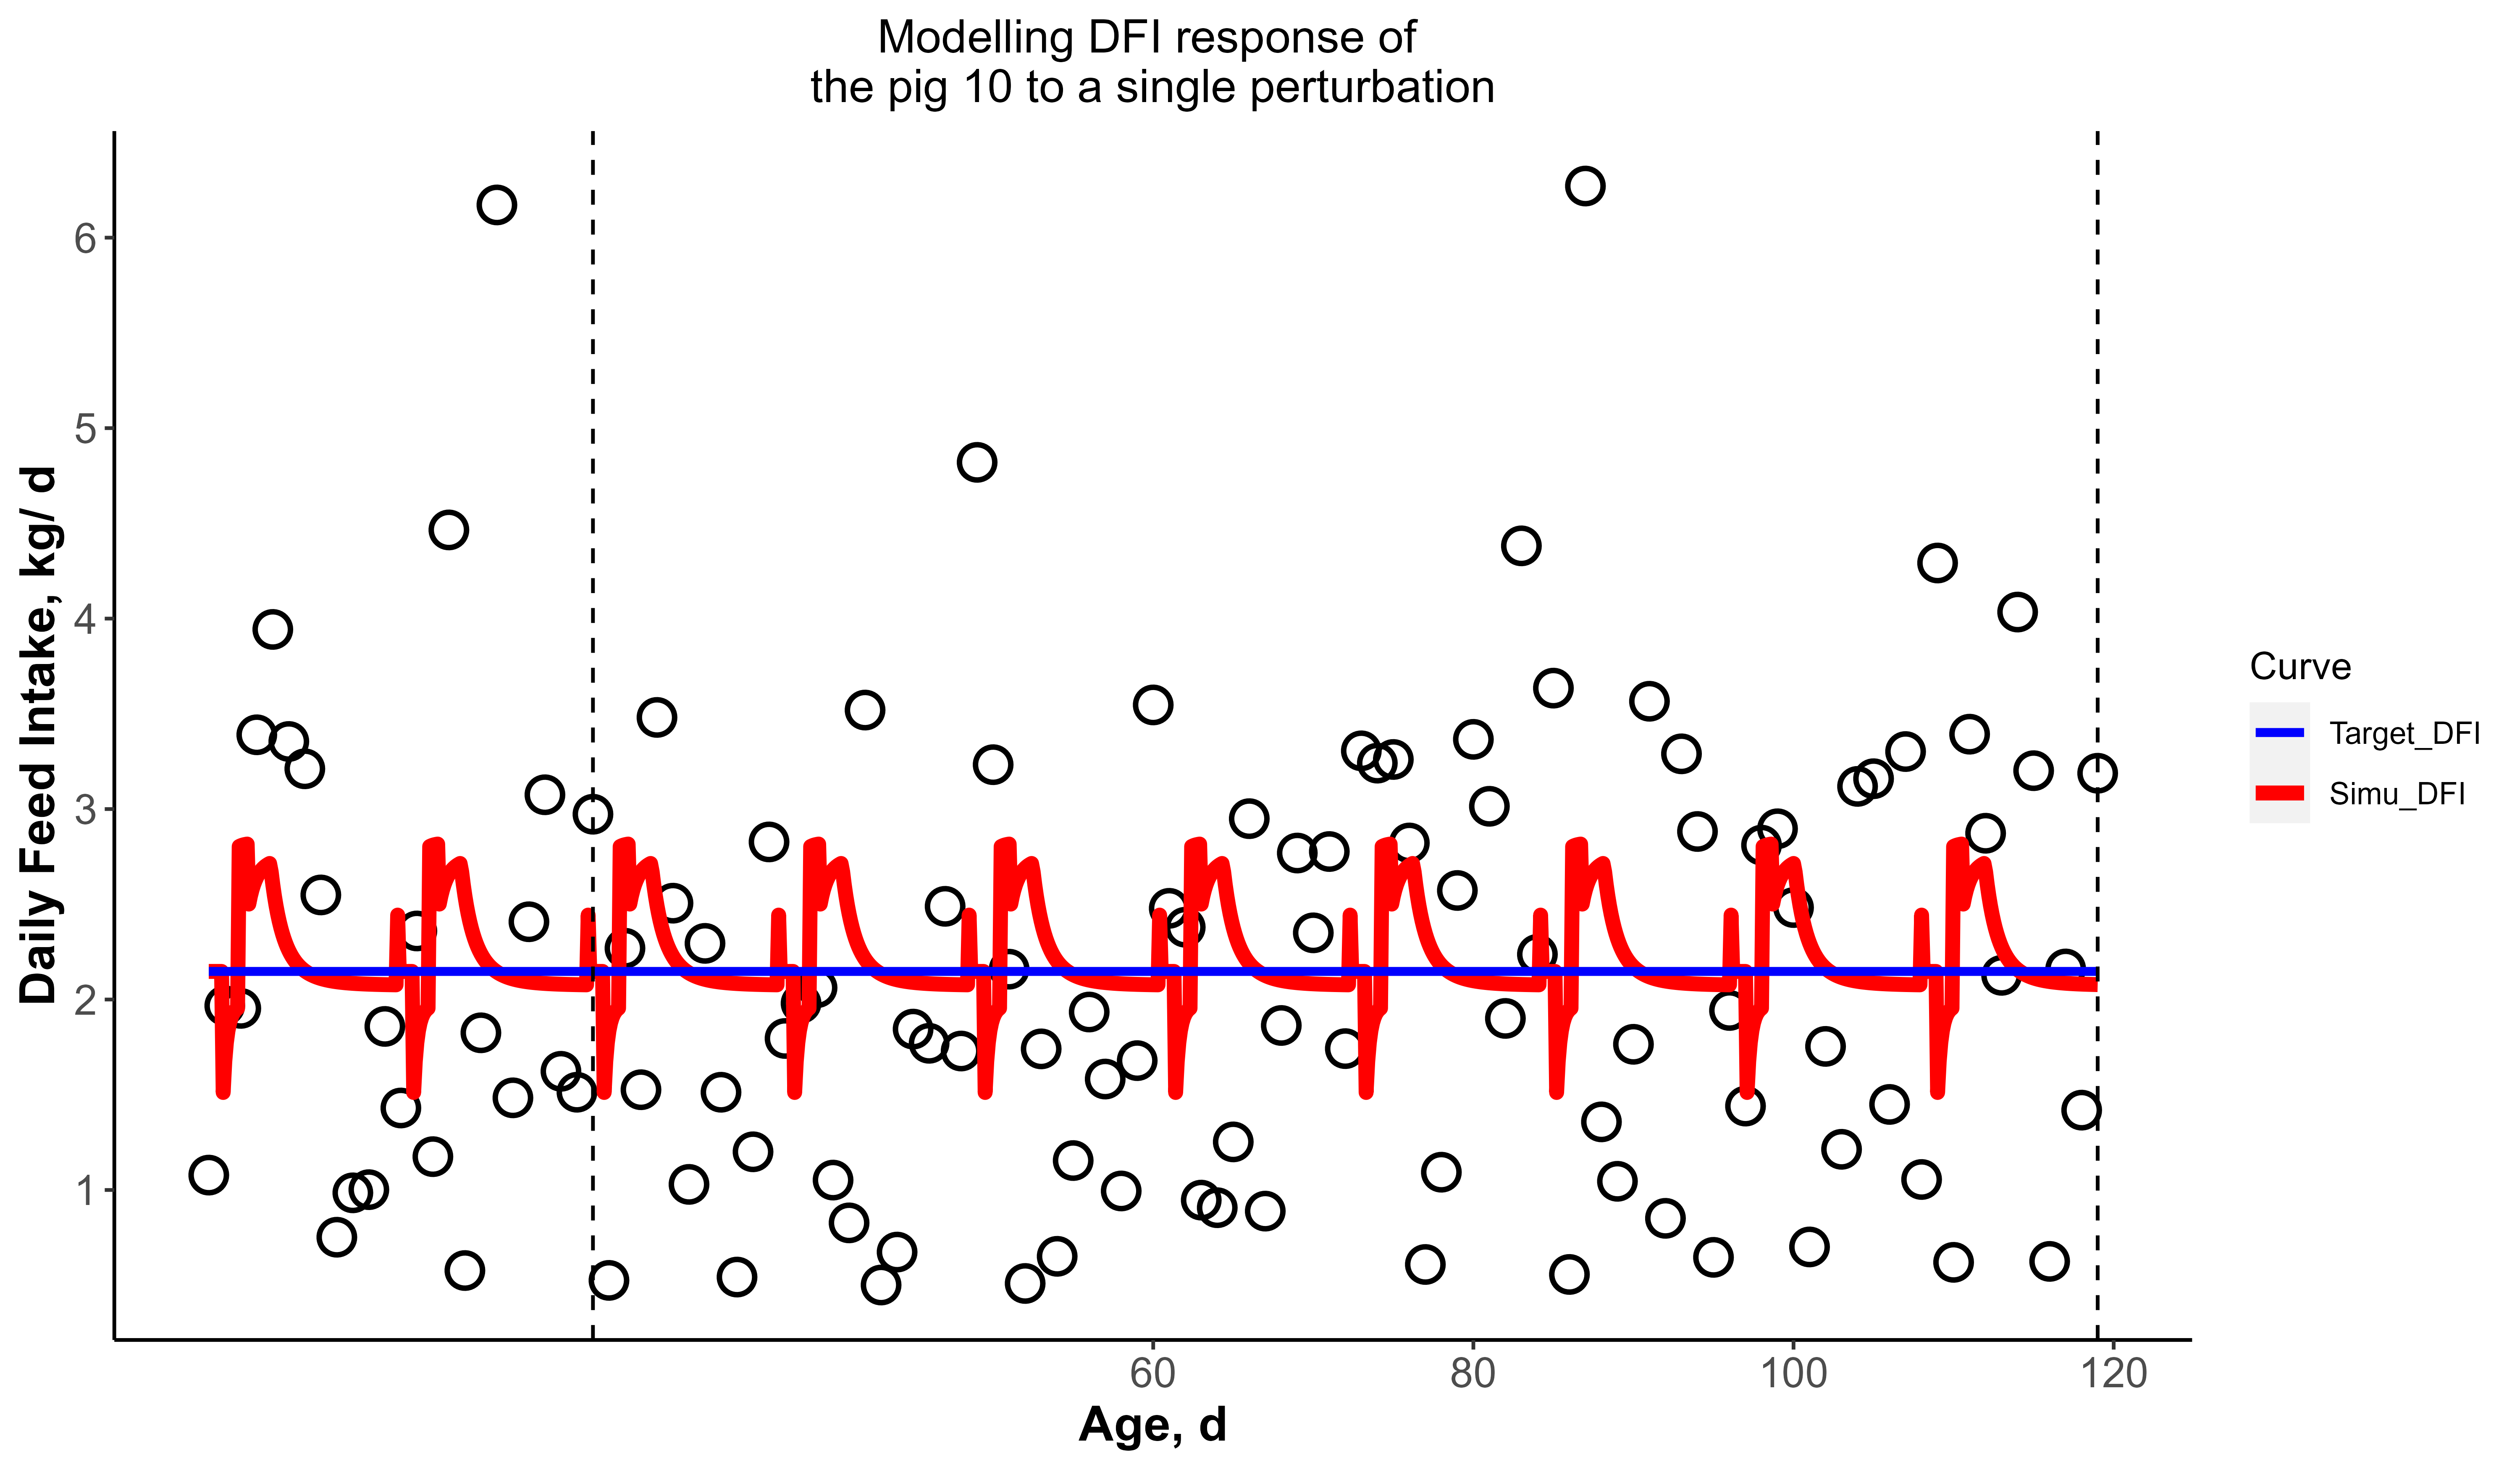 Modelling DFI response of
the pig 10 to a single perturbation
Daily Feed Intake, kg/ d
6
5
4
3
2
1
60
80
100
120
Age, d
Curve
Target_DFI
Simu_DFI